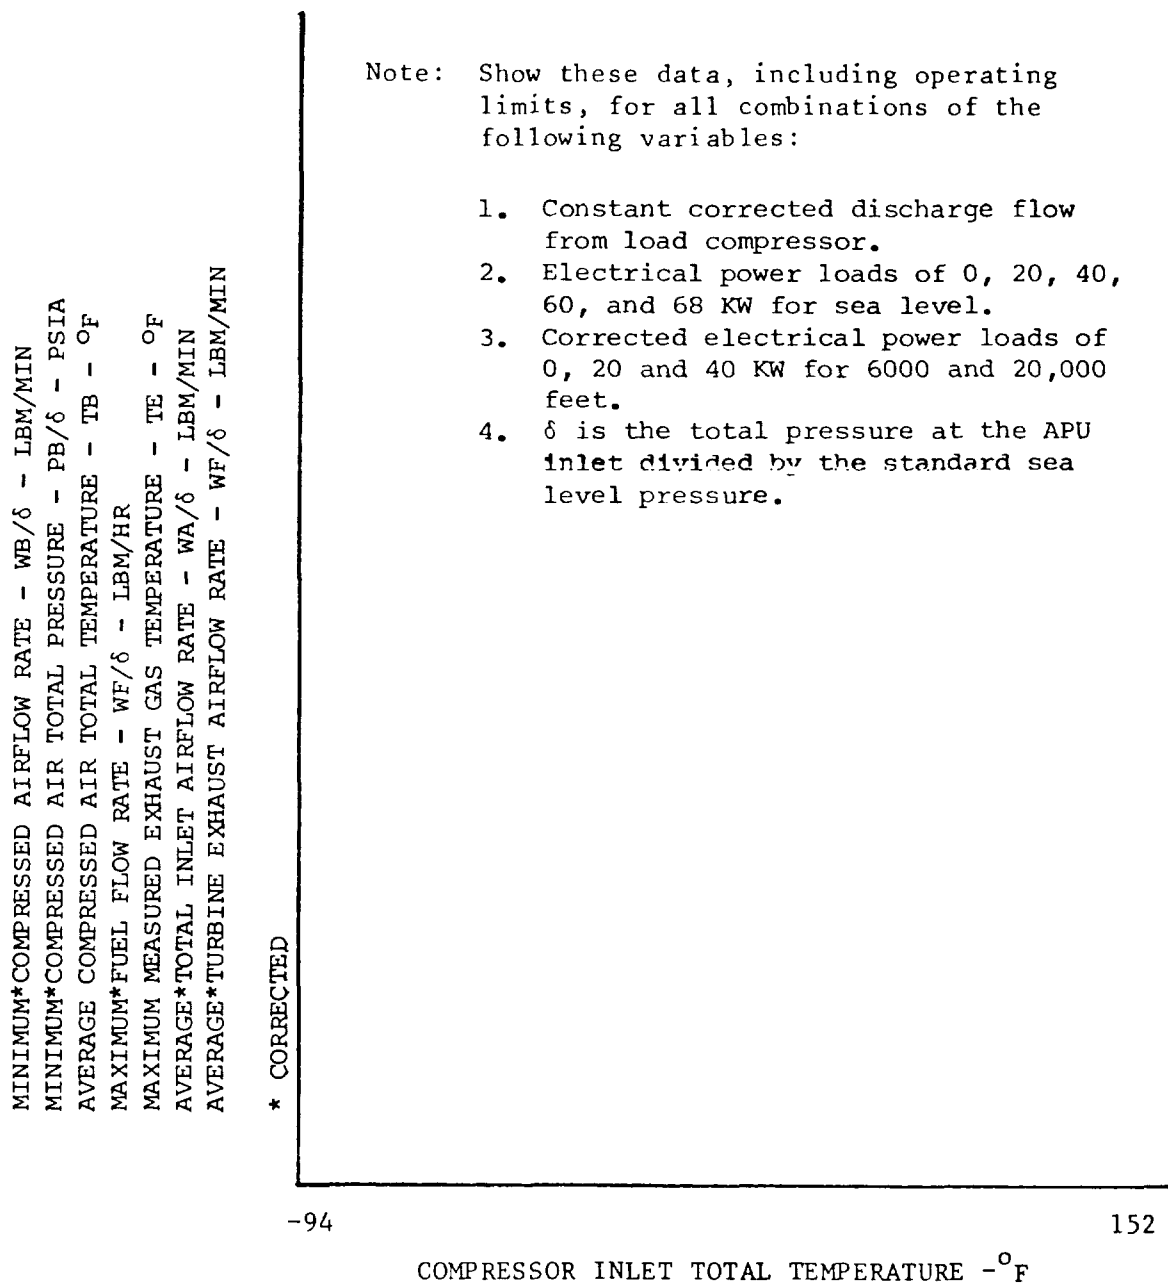 MINIMUM*COMPRESSED AIRFLOW RATE - WB/δ - LBM/MIN
MINIMUM*COMPRESSED AIR TOTAL PRESSURE - PB/δ - PSIA
AVERAGE COMPRESSED AIR TOTAL TEMPERATURE - TB - °F
MAXIMUM*FUEL FLOW RATE - WF/δ - LBM/HR
MAXIMUM MEASURED EXHAUST GAS TEMPERATURE - TE - °F
AVERAGE*TOTAL INLET AIRFLOW RATE - WA/δ - LBM/MIN
AVERAGE*TURBINE EXHAUST AIRFLOW RATE - WF/δ - LBM/MIN
* CORRECTED
Note: Show these data, including operating
limits, for all combinations of the
following variables:
1. Constant corrected discharge flow
from load compressor.
2. Electrical power loads of 0, 20, 40,
60, and 68 KW for sea level.
3. Corrected electrical power loads of
0, 20 and 40 KW for 6000 and 20,000
feet.
4. δ is the total pressure at the APU
inlet divided by the standard sea
level pressure.
-94 152
COMPRESSOR INLET TOTAL TEMPERATURE -°F